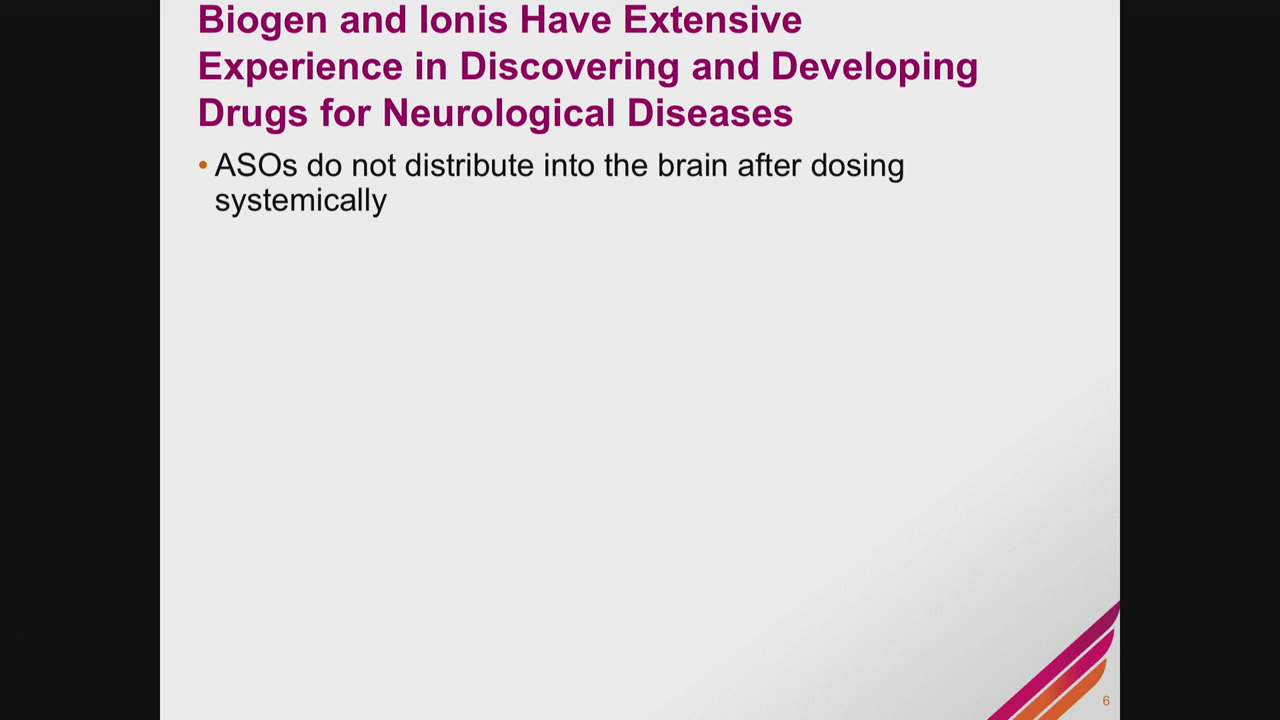 Biogen and Ionis Have Extensive
Experience in Discovering and Developing
Drugs for Neurological Diseases
• ASOs do not distribute into the brain after dosing
systemically
6